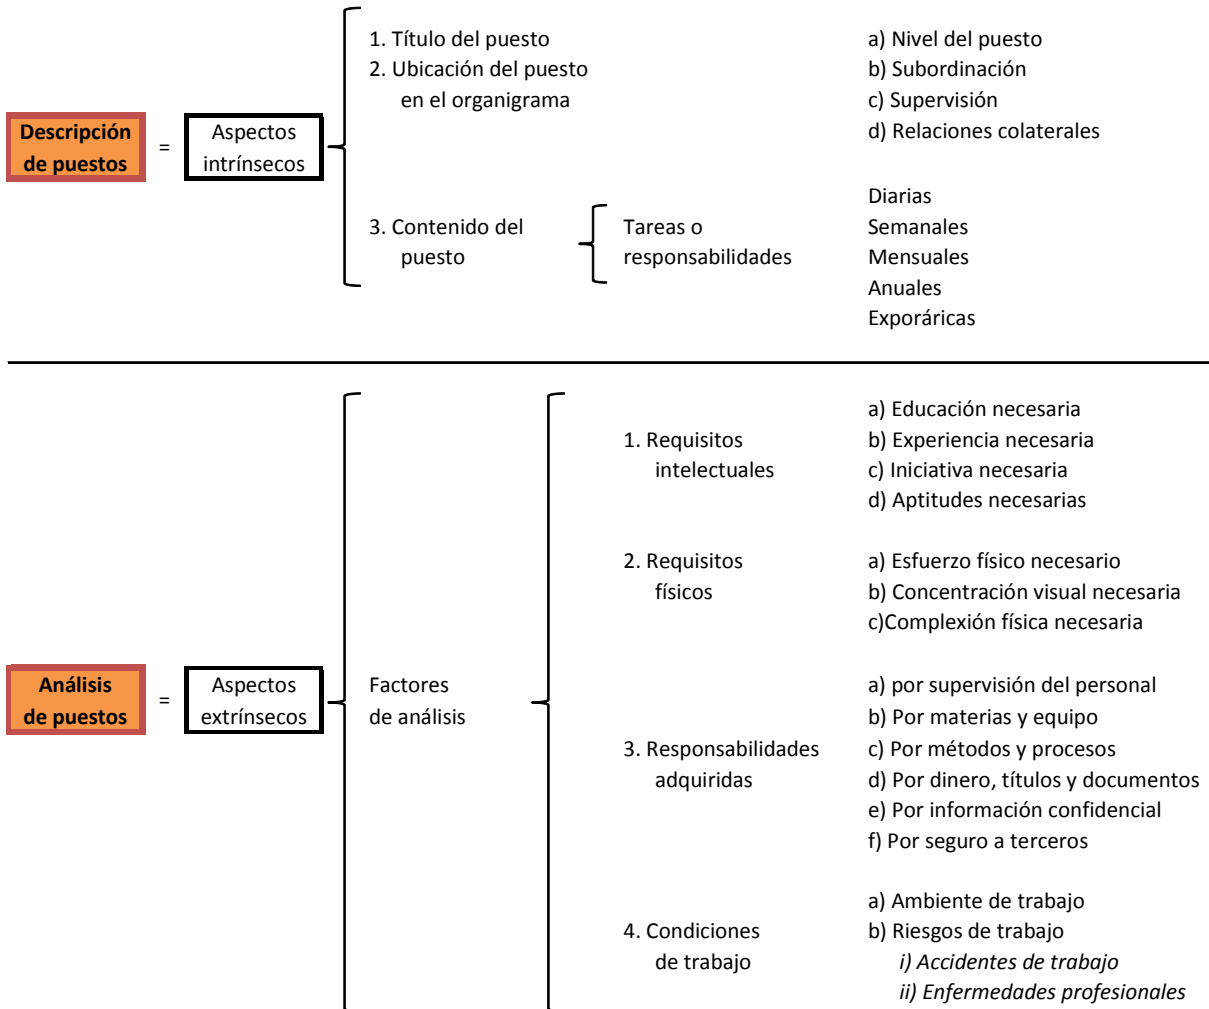 1. Título del puesto
2. Ubicación del puesto
en el organigrama
a) Nivel del puesto
b) Subordinación
c) Supervisión
d) Relaciones colaterales
Descripción
de puestos
=
Aspectos
intrínsecos
3. Contenido del
puesto
Tareas o
responsabilidades
Diarias
Semanales
Mensuales
Anuales
Exporáricas
Análisis
de puestos
=
Aspectos
extrínsecos
Factores
de análisis
1. Requisitos
intelectuales
a) Educación necesaria
b) Experiencia necesaria
c) Iniciativa necesaria
d) Aptitudes necesarias
2. Requisitos
físicos
a) Esfuerzo físico necesario
b) Concentración visual necesaria
c)Complexión física necesaria
3. Responsabilidades
adquiridas
a) por supervisión del personal
b) Por materias y equipo
c) Por métodos y procesos
d) Por dinero, títulos y documentos
e) Por información confidencial
f) Por seguro a terceros
4. Condiciones
de trabajo
a) Ambiente de trabajo
b) Riesgos de trabajo
i) Accidentes de trabajo
ii) Enfermedades profesionales